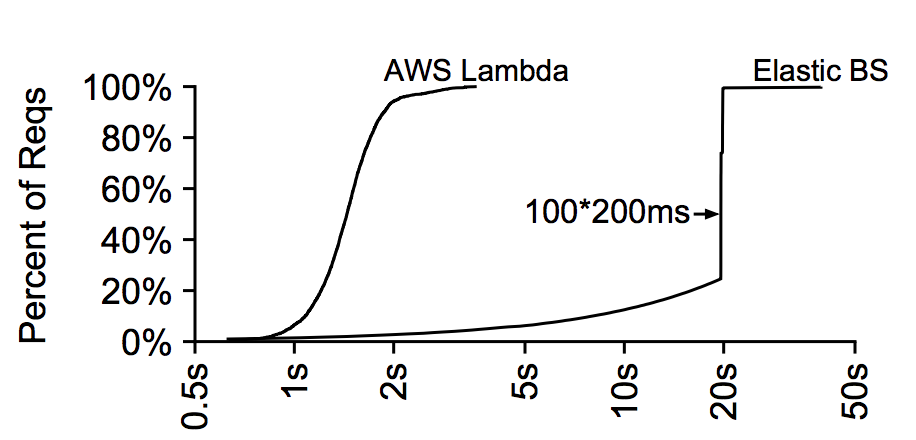 AWS Lambda
Elastic BS
Percent of Reqs
100%
80%
60%
40%
20%
0%
100*200ms
0.5s
1s
2s
5s
10s
20s
50s